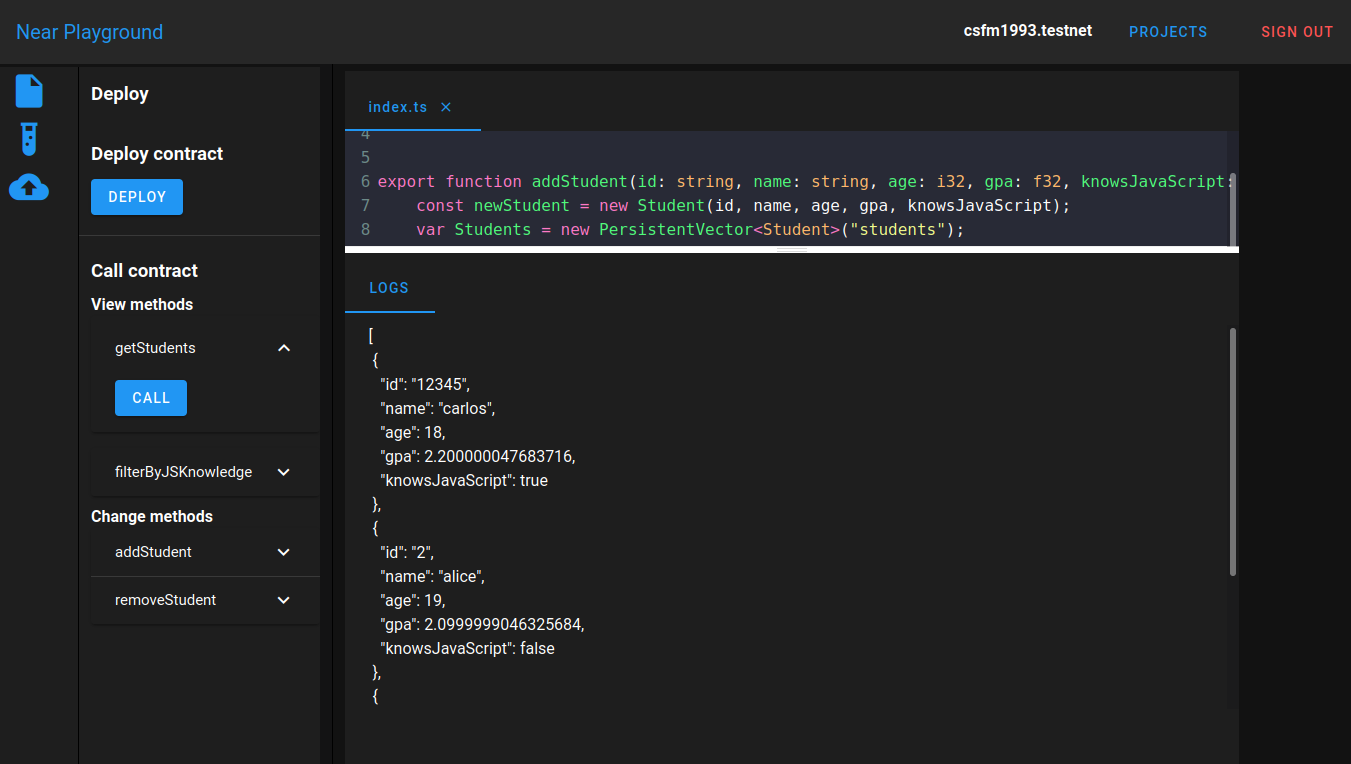 Near Playground
csfm1993.testnet
PROJECTS
SIGN OUT
Deploy
Deploy contract
DEPLOY
Call contract
View methods
getStudents
CALL
filterByJSKnowledge
Change methods
addStudent
removeStudent
index.ts ×
4
5
6 export function addStudent(id: string, name: string, age: i32, gpa: f32, knowsJavaScript:
7 const newStudent = new Student(id, name, age, gpa, knowsJavaScript);
8 var Students = new PersistentVector<Student>("students");
LOGS
[
{
"id": "12345",
"name": "carlos",
"age": 18,
"gpa": 2.200000047683716,
"knowsJavaScript": true
},
{
"id": "2",
"name": "alice",
"age": 19,
"gpa": 2.0999999046325684,
"knowsJavaScript": false
},
{